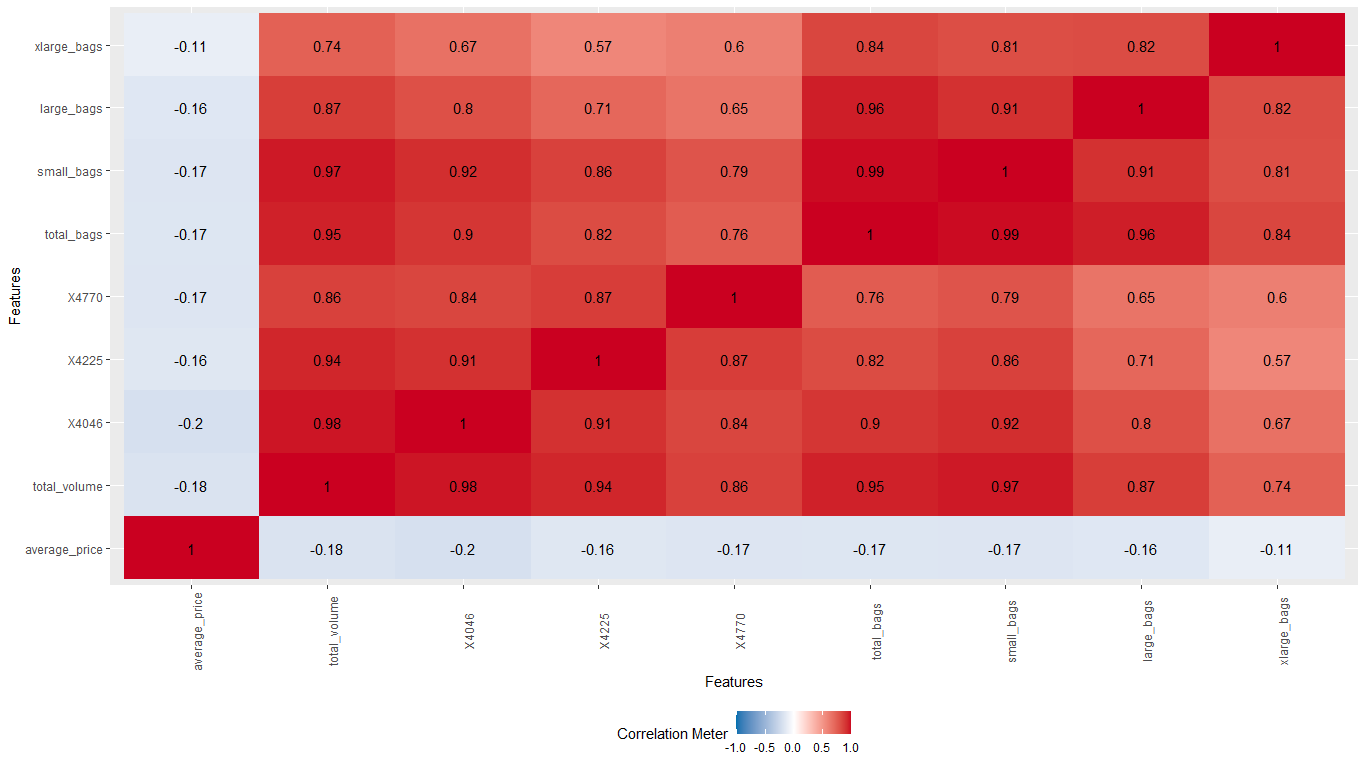 xlarge_bags -0.11 0.74 0.67 0.57 0.6 0.84 0.81 0.82 1
large_bags -0.16 0.87 0.8 0.71 0.65 0.96 0.91 1 0.82
small_bags -0.17 0.97 0.92 0.86 0.79 0.99 1 0.91 0.81
total_bags -0.17 0.95 0.9 0.82 0.76 1 0.99 0.96 0.84
X4770 -0.17 0.86 0.84 0.87 1 0.76 0.79 0.65 0.6
X4225 -0.16 0.94 0.91 1 0.87 0.82 0.86 0.71 0.57
X4046 -0.2 0.98 1 0.91 0.84 0.9 0.92 0.8 0.67
total_volume -0.18 1 0.98 0.94 0.86 0.95 0.97 0.87 0.74
average_price 1 -0.18 -0.2 -0.16 -0.17 -0.17 -0.17 -0.16 -0.11
Features
average_price total_volume X4046 X4225 X4770 total_bags small_bags large_bags xlarge_bags
Features
Correlation Meter
-1.0 -0.5 0.0 0.5 1.0